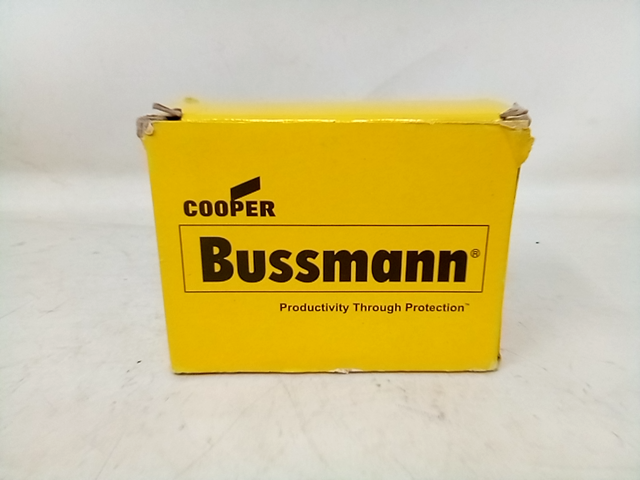 COOPER
Bussmann®
Productivity Through Protection™